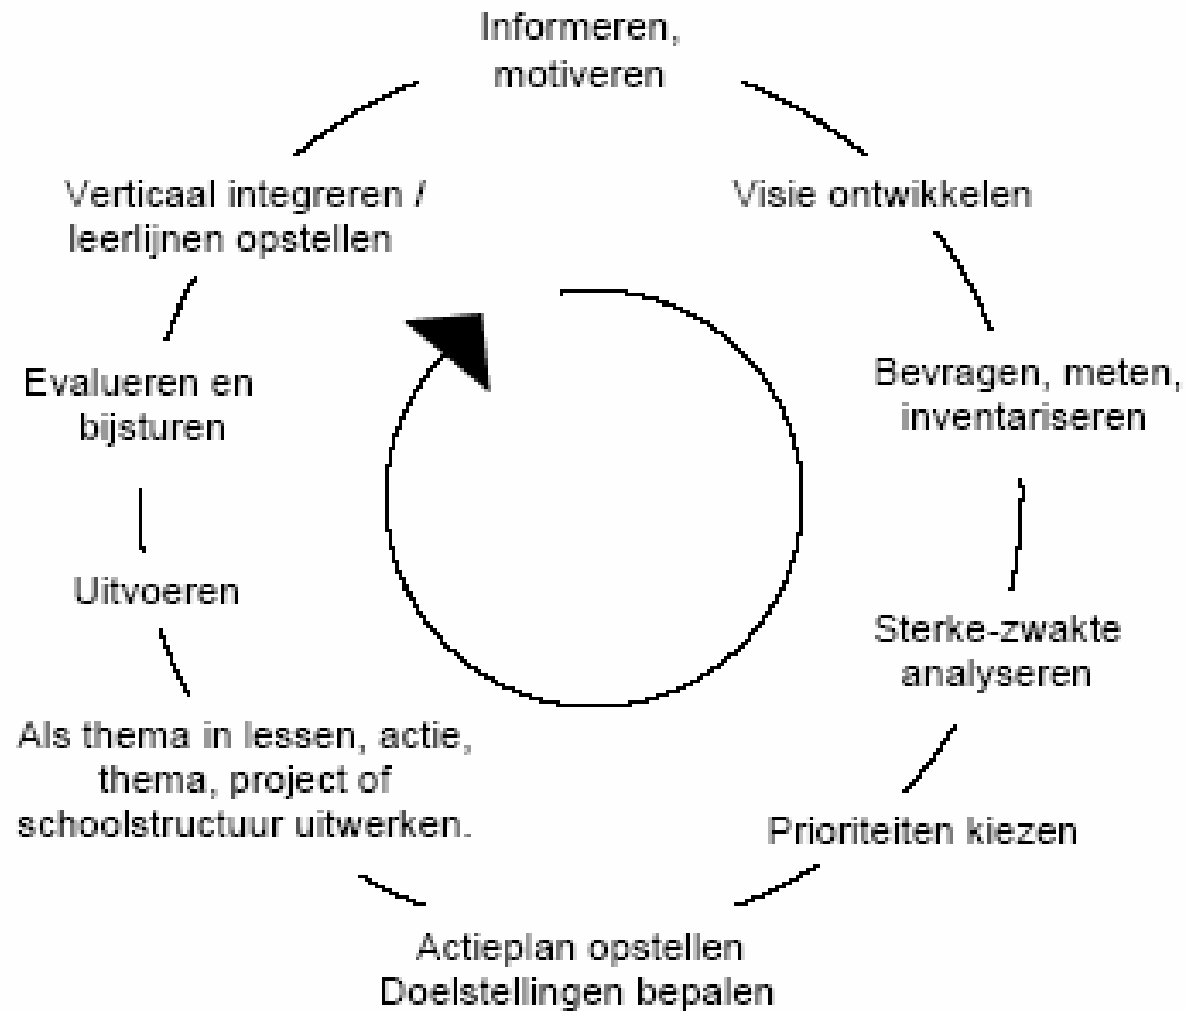 Informeren,
motiveren
Visie ontwikkelen
Bevragen, meten,
inventariseren
Sterke-zwakte
analyseren
Prioriteiten kiezen
Actieplan opstellen
Doelstellingen bepalen
Als thema in lessen, actie,
thema, project of
schoolstructuur uitwerken.
Uitvoeren
Evalueren en
bijsturen
Verticaal integreren /
leerlijnen opstellen